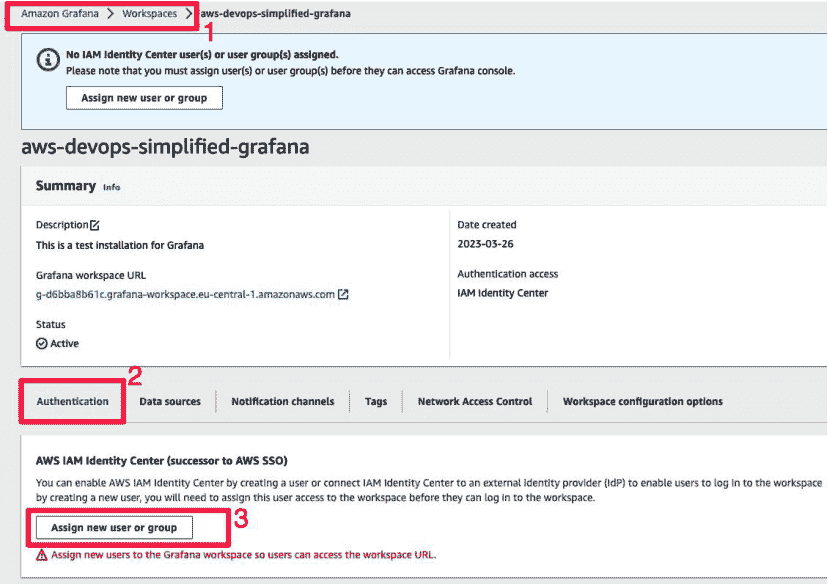 Amazon Grafana > Workspaces > aws-devops-simplified-grafana
1
No IAM Identity Center user(s) or user group(s) assigned.
Please note that you must assign user(s) or user group(s) before they can access Grafana console.
Assign new user or group
aws-devops-simplified-grafana
Summary Info
Description
This is a test installation for Grafana
Grafana workspace URL
g-d6bba8b61c.grafana-workspace.eu-central-1.amazonaws.com
Status
Active
Date created
2023-03-26
Authentication access
IAM Identity Center
2
Authentication Data sources Notification channels Tags Network Access Control Workspace configuration options
AWS IAM Identity Center (successor to AWS SSO)
You can enable AWS IAM Identity Center by creating a user or connect IAM Identity Center to an external identity provider (IdP) to enable users to log in to the workspace
by creating a new user, you will need to assign this user access to the workspace before they can log in to the workspace.
Assign new user or group
3
Assign new users to the Grafana workspace so users can access the workspace URL.